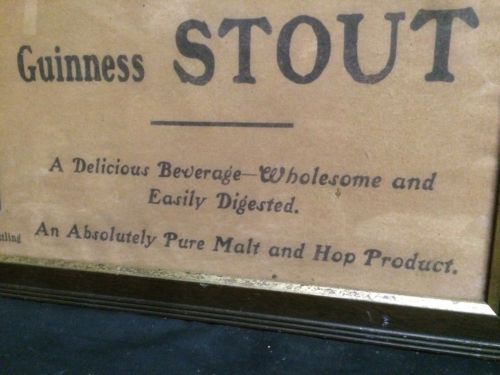 Guinness STOUT
A Delicious Beverage—Wholesome and
Easily Digested.
An Absolutely Pure Malt and Hop Product.